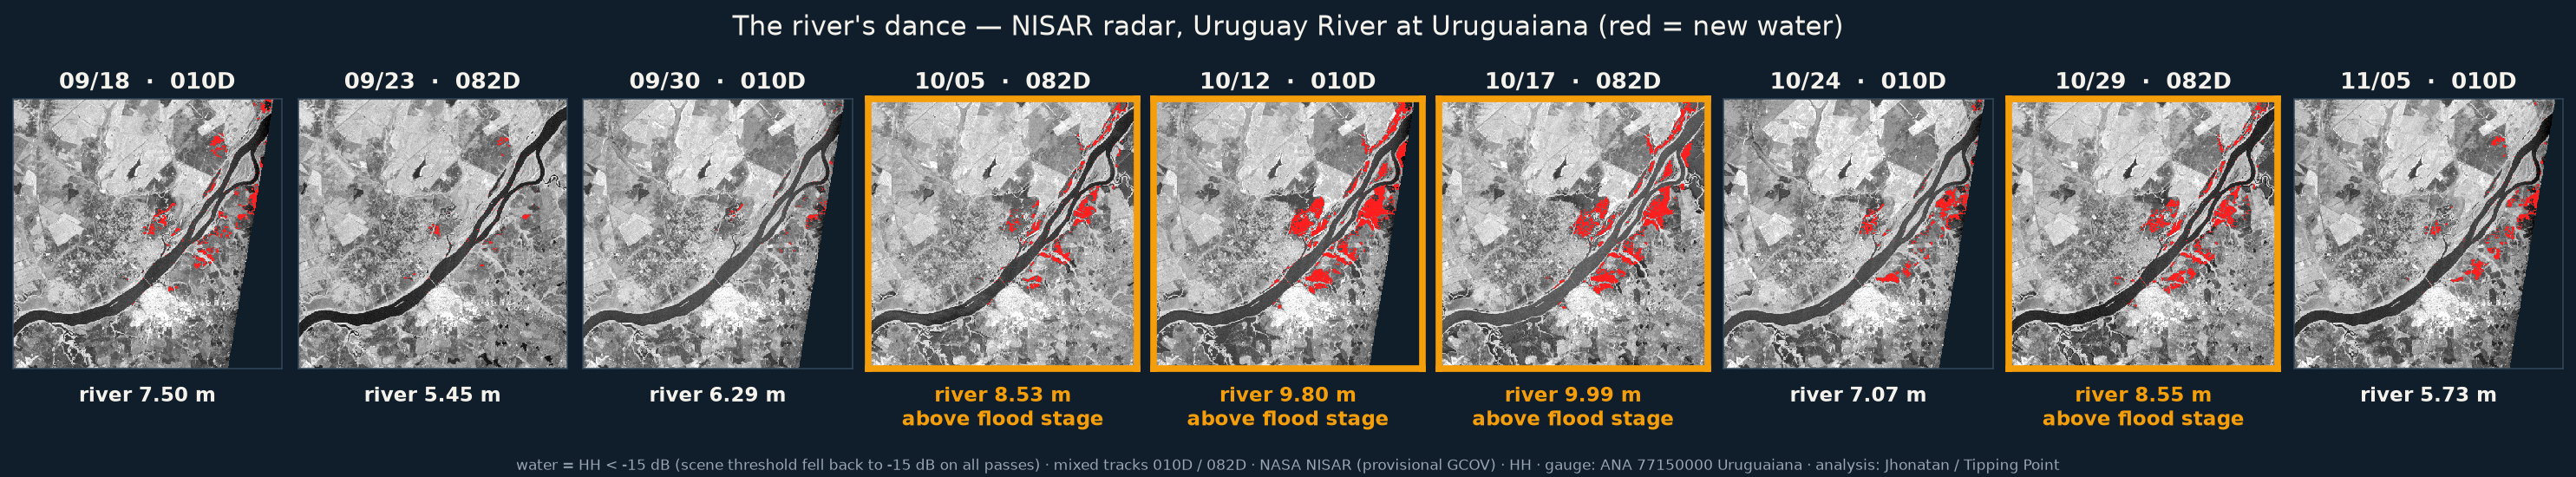 The river's dance — NISAR radar, Uruguay River at Uruguaiana (red = new water)
09/18 · 010D
09/23 · 082D
09/30 · 010D
10/05 · 082D
10/12 · 010D
10/17 · 082D
10/24 · 010D
10/29 · 082D
11/05 · 010D
river 7.50 m
river 5.45 m
river 6.29 m
river 8.53 m
above flood stage
river 9.80 m
above flood stage
river 9.99 m
above flood stage
river 7.07 m
river 8.55 m
above flood stage
river 5.73 m
water = HH < -15 dB (scene threshold fell back to -15 dB on all passes) · mixed tracks 010D / 082D · NASA NISAR (provisional GCOV) · HH · gauge: ANA 77150000 Uruguaiana · analysis: Jhonatan / Tipping Point